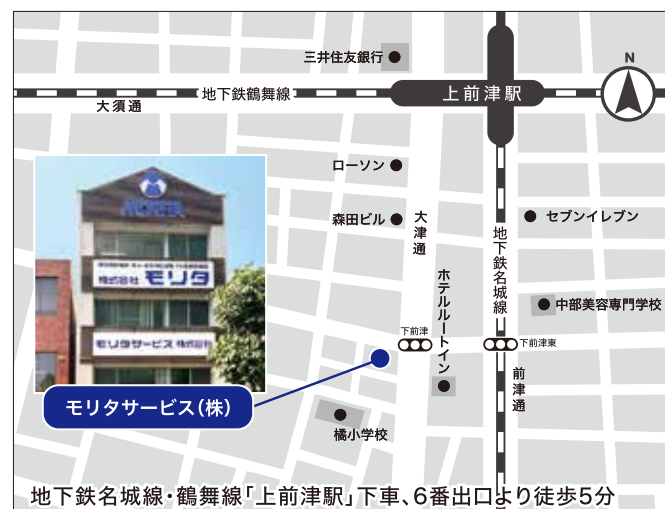 三井住友銀行
N
地下鉄鶴舞線
上前津駅
大須通
ローソン
森田ビル
大津通
セブンイレブン
地下鉄名城線
株式会社 モリタ
モリタサービス 株式会社
ホテルルートイン
中部美容専門学校
下前津
下前津東
前津通
モリタサービス(株)
橘小学校
地下鉄名城線・鶴舞線「上前津駅」下車、6番出口より徒歩5分